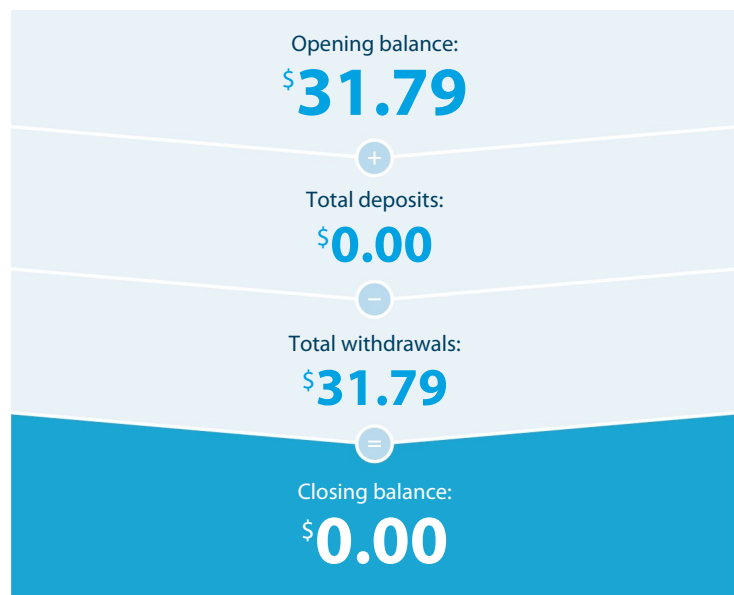 Opening balance:
$31.79
+
Total deposits:
$0.00
−
Total withdrawals:
$31.79
=
Closing balance:
$0.00